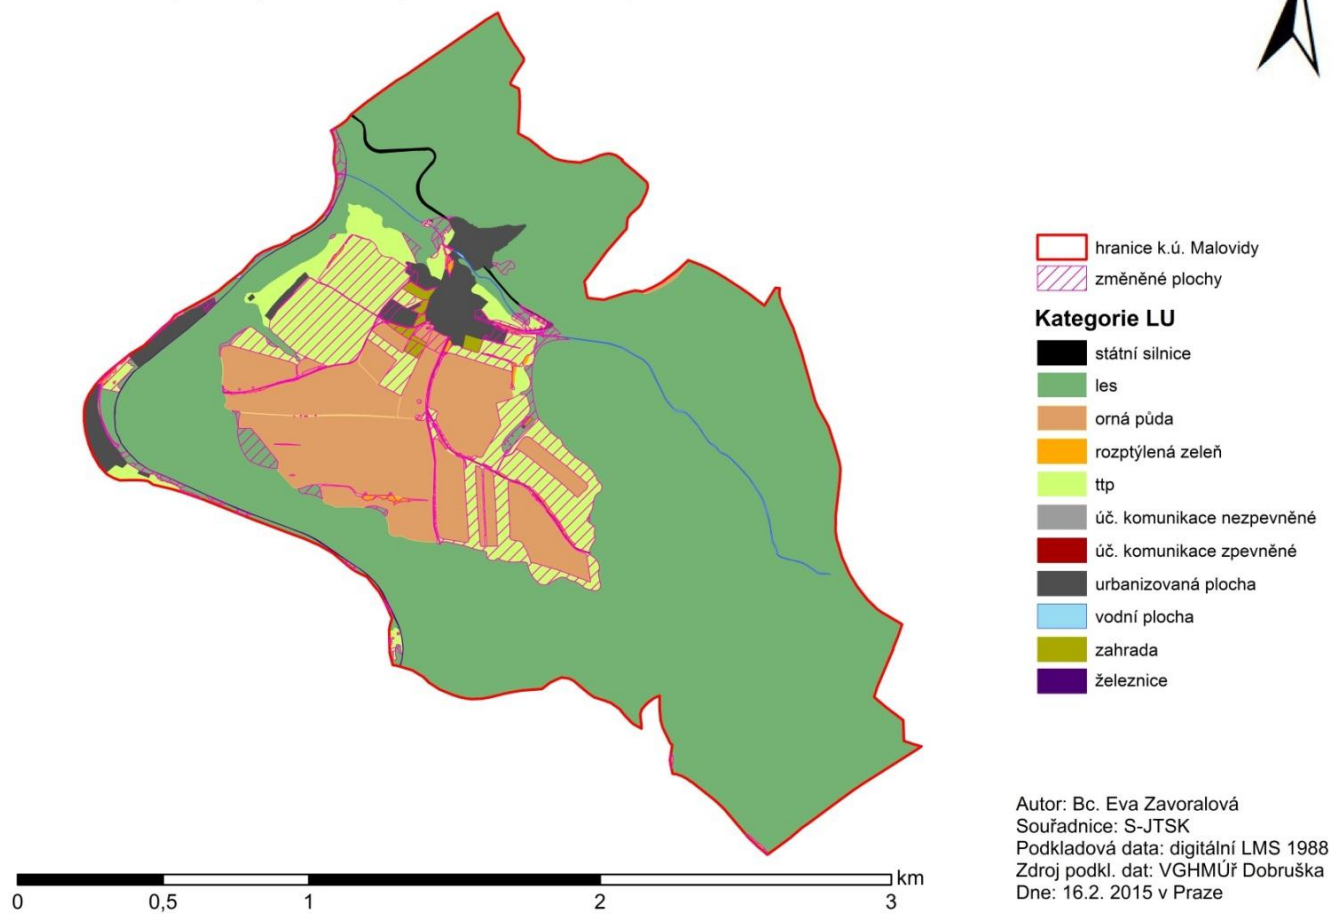 hranice k.ú. Malovidy
změněné plochy
Kategorie LU
státní silnice
les
orná půda
rozptýlená zeleň
ttp
úč. komunikace nezpevněné
úč. komunikace zpevněné
urbanizovaná plocha
vodní plocha
zahrada
železnice
Autor: Bc. Eva Zavoralová
Souřadnice: S-JTSK
Podkladová data: digitální LMS 1988
Zdroj podkl. dat: VGHMÚř Dobruška
Dne: 16.2. 2015 v Praze
km
0 0,5 1 2 3